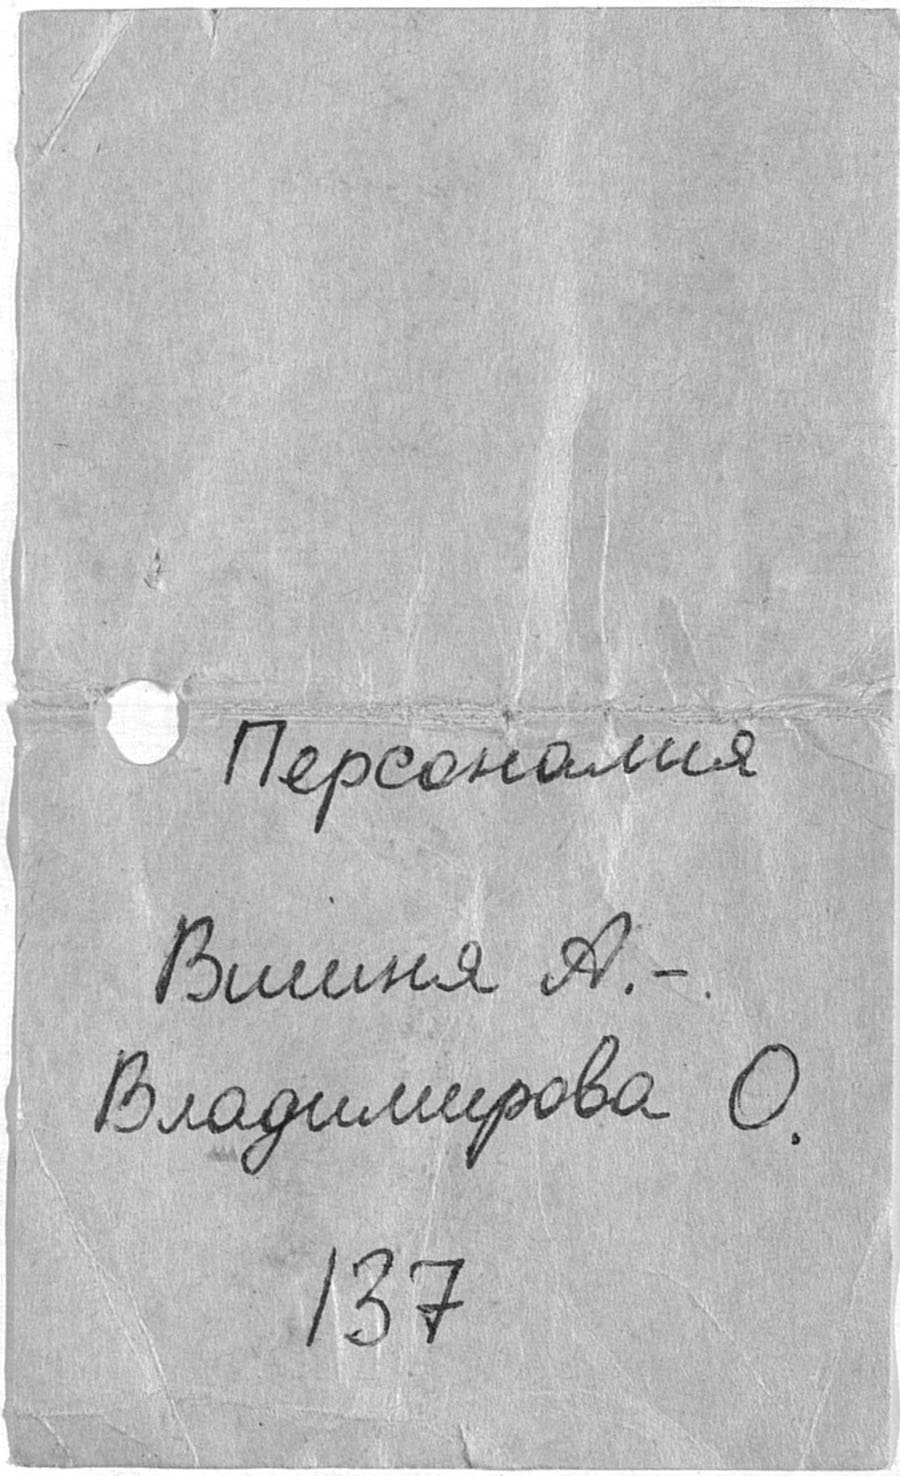 Персоналия
Вишня А. –
Владимирова О.
137